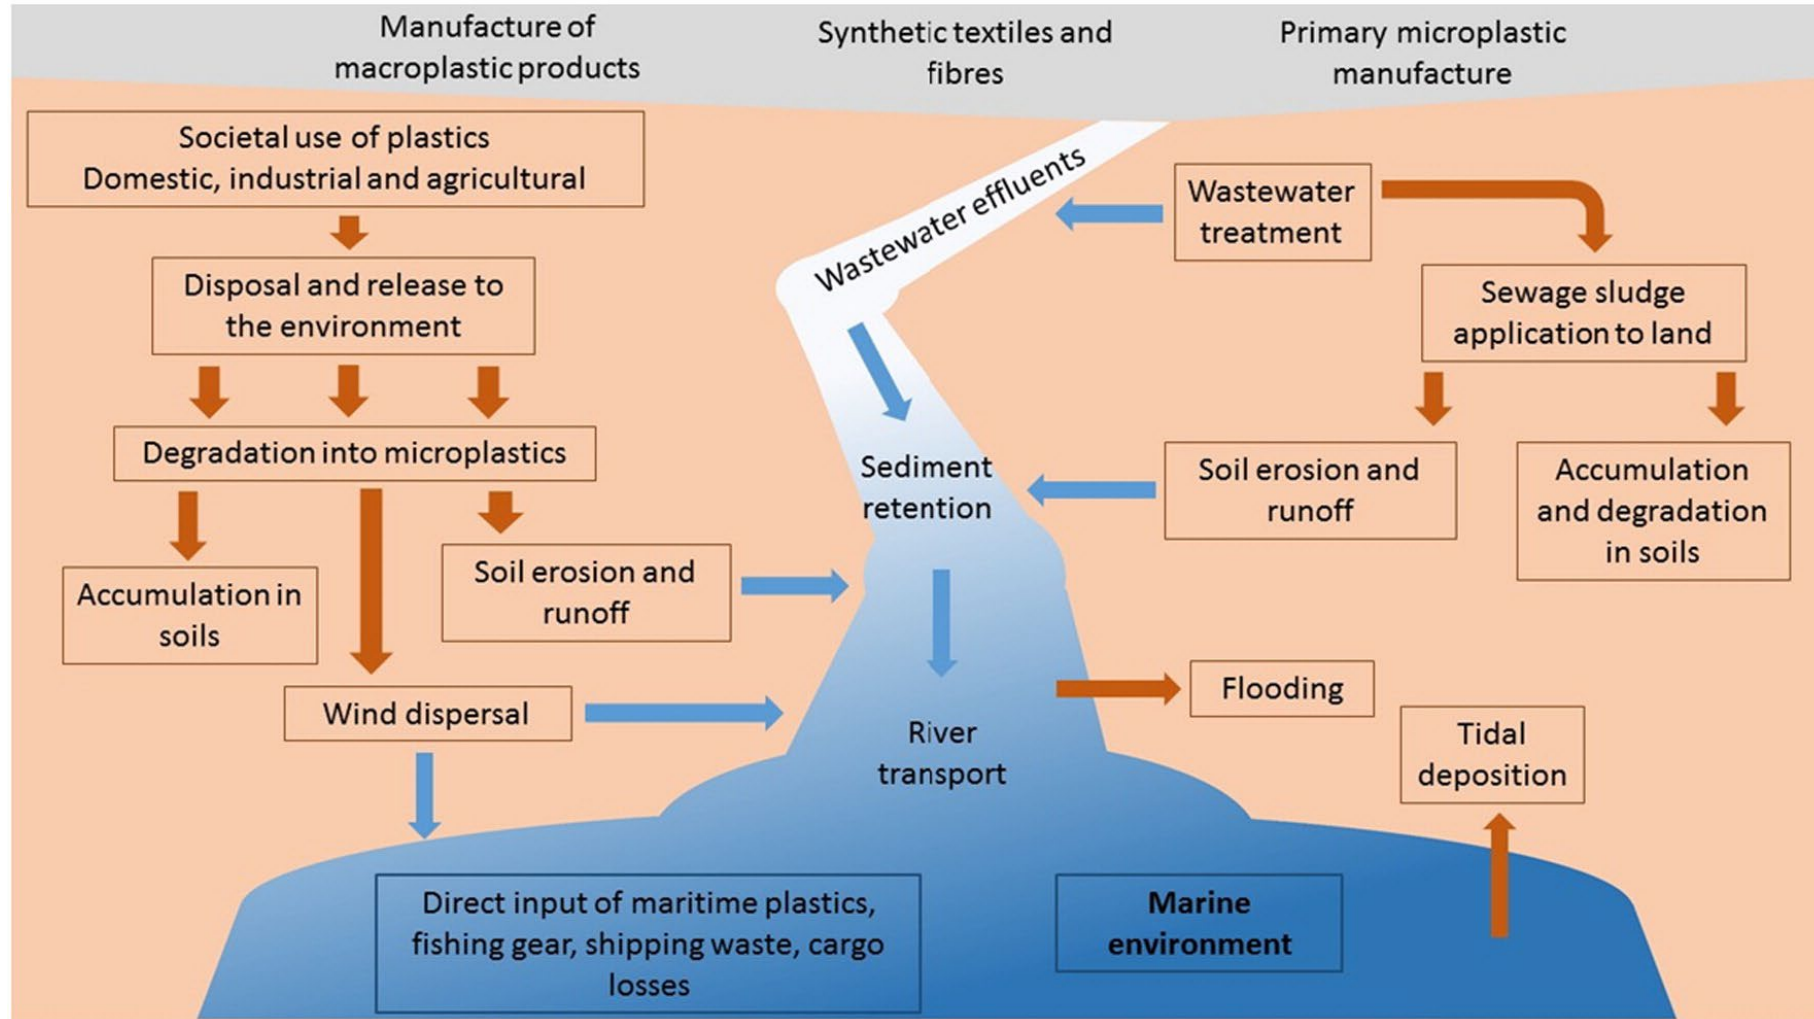 Manufacture of
macroplastic products
Synthetic textiles and
fibres
Primary microplastic
manufacture
Societal use of plastics
Domestic, industrial and agricultural
Disposal and release to
the environment
Degradation into microplastics
Accumulation in
soils
Soil erosion and
runoff
Wind dispersal
Wastewater effluents
Sediment
retention
River
transport
Wastewater
treatment
Sewage sludge
application to land
Soil erosion and
runoff
Accumulation
and degradation
in soils
Flooding
Tidal
deposition
Direct input of maritime plastics,
fishing gear, shipping waste, cargo
losses
Marine
environment